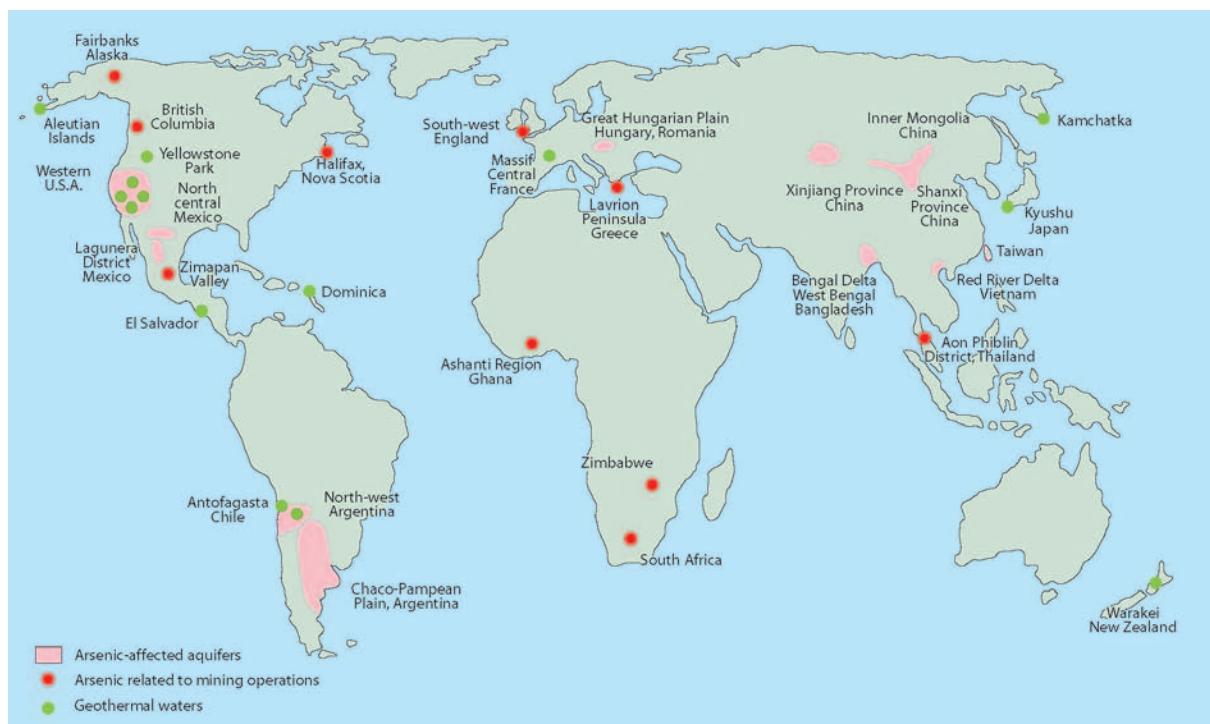 Fairbanks
Alaska
Aleutian
Islands
British
Columbia
Yellowstone
Park
Western
U.S.A.
North
central
Mexico
Halifax,
Nova Scotia
Lagunera
District
Mexico
Zimapan
Valley
El Salvador
Dominica
Antofagasta
Chile
North-west
Argentina
Chaco-Pampean
Plain, Argentina
South-west
England
Massif
Central
France
Great Hungarian Plain
Hungary, Romania
Lavrion
Peninsula
Greece
Ashanti Region
Ghana
Zimbabwe
South Africa
Inner Mongolia
China
Kamchatka
Xinjiang Province
China
Shanxi
Province
China
Kyushu
Japan
Taiwan
Bengal Delta
West Bengal
Bangladesh
Red River Delta
Vietnam
Aon Phiblin
District, Thailand
Warakei
New Zealand
Arsenic-affected aquifers
Arsenic related to mining operations
Geothermal waters